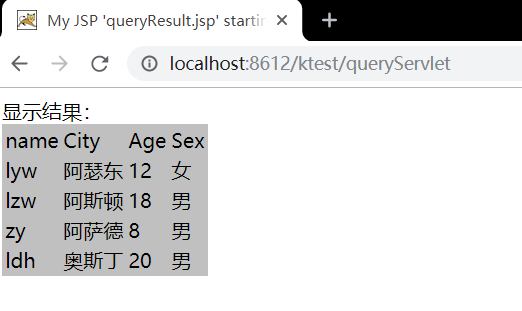 My JSP 'queryResult.jsp' startin
localhost:8612/ktest/queryServlet
显示结果：
name City Age Sex
lyw 阿瑟东 12 女
lzw 阿斯顿 18 男
zy 阿萨德 8 男
ldh 奥斯丁 20 男